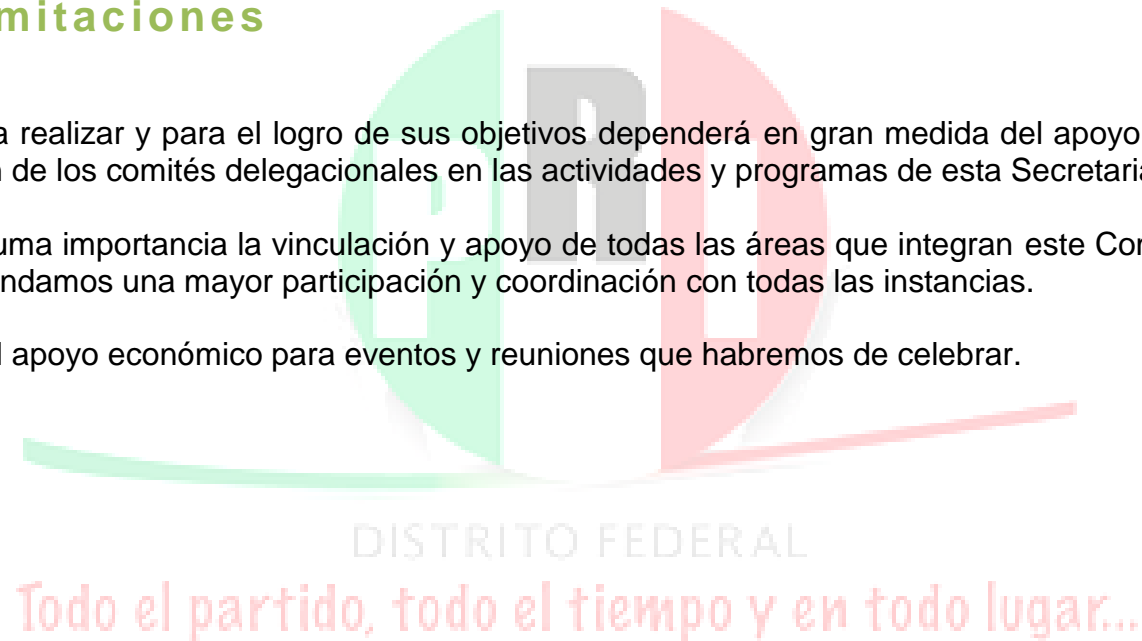 mitaciones
a realizar y para el logro de sus objetivos dependerá en gran medida del apoyo
n de los comités delegacionales en las actividades y programas de esta Secretaria
uma importancia la vinculación y apoyo de todas las áreas que integran este Com
ndamos una mayor participación y coordinación con todas las instancias.
l apoyo económico para eventos y reuniones que habremos de celebrar.
PRI
DISTRITO FEDERAL
Todo el partido, todo el tiempo y en todo lugar...